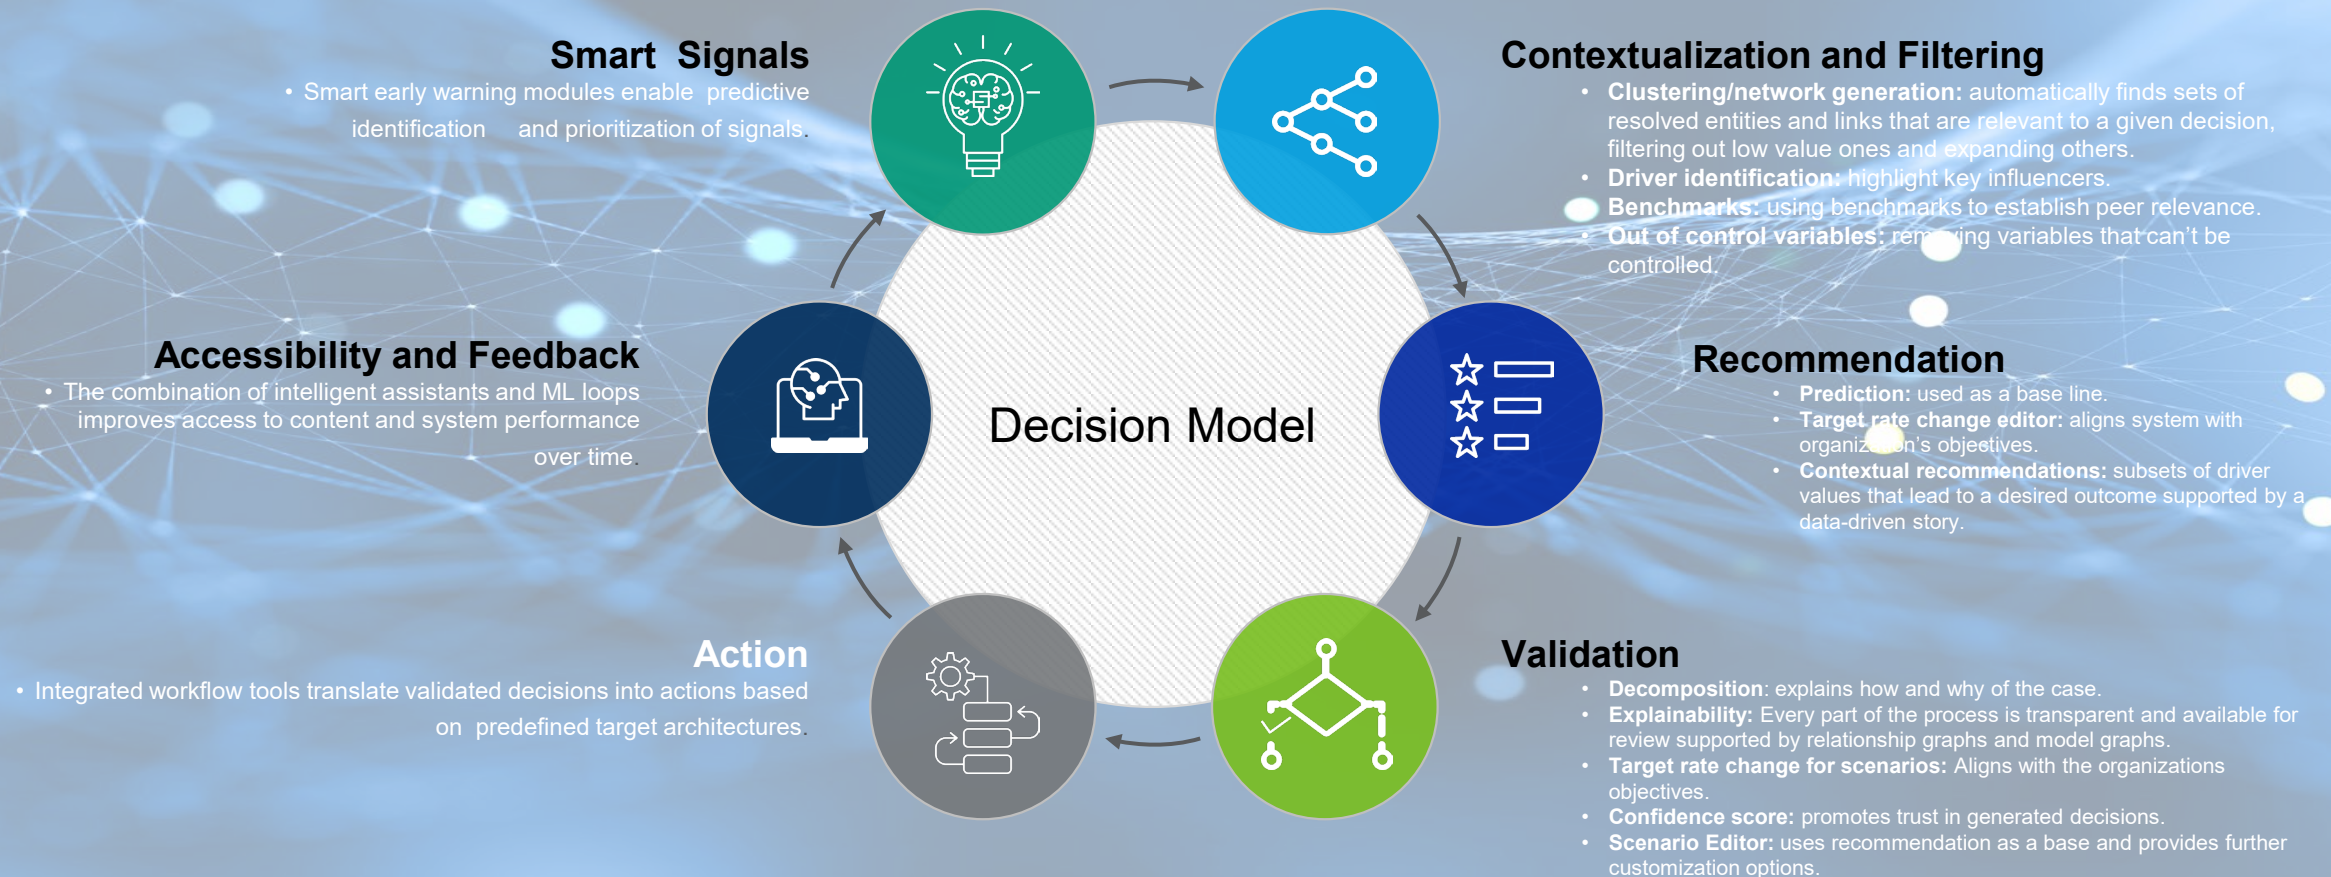 Smart Signals
• Smart early warning modules enable predictive
identification and prioritization of signals.
Contextualization and Filtering
• Clustering/network generation: automatically finds sets of
resolved entities and links that are relevant to a given decision,
filtering out low value ones and expanding others.
• Driver identification: highlight key influencers.
• Benchmarks: using benchmarks to establish peer relevance.
• Out of control variables: removing variables that can’t be
controlled.
Recommendation
• Prediction: used as a base line.
• Target rate change editor: aligns system with
organization’s objectives.
• Contextual recommendations: subsets of driver
values that lead to a desired outcome supported by a
data-driven story.
Validation
• Decomposition: explains how and why of the case.
• Explainability: Every part of the process is transparent and available for
review supported by relationship graphs and model graphs.
• Target rate change for scenarios: Aligns with the organizations
objectives.
• Confidence score: promotes trust in generated decisions.
• Scenario Editor: uses recommendation as a base and provides further
customization options.
Action
• Integrated workflow tools translate validated decisions into actions based
on predefined target architectures.
Accessibility and Feedback
• The combination of intelligent assistants and ML loops
improves access to content and system performance
over time.
Decision Model